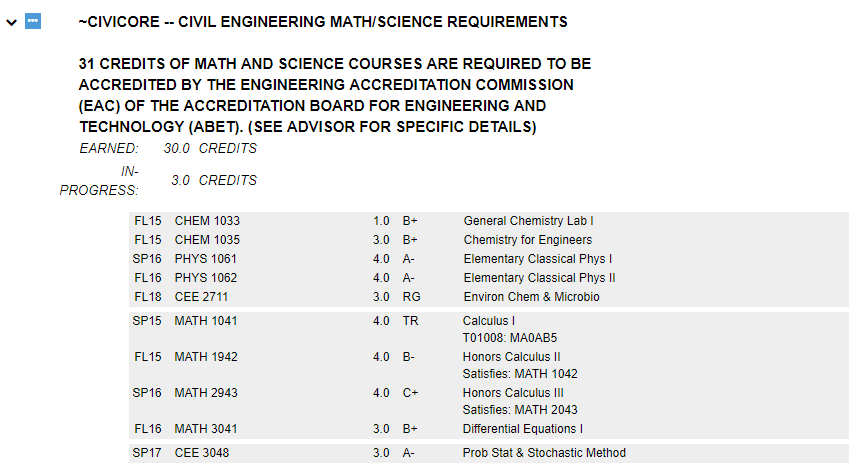 ~CIVICORE -- CIVIL ENGINEERING MATH/SCIENCE REQUIREMENTS
31 CREDITS OF MATH AND SCIENCE COURSES ARE REQUIRED TO BE
ACCREDITED BY THE ENGINEERING ACCREDITATION COMMISSION
(EAC) OF THE ACCREDITATION BOARD FOR ENGINEERING AND
TECHNOLOGY (ABET). (SEE ADVISOR FOR SPECIFIC DETAILS)
EARNED: 30.0 CREDITS
IN-
PROGRESS: 3.0 CREDITS
FL15 CHEM 1033 1.0 B+ General Chemistry Lab I
FL15 CHEM 1035 3.0 B+ Chemistry for Engineers
SP16 PHYS 1061 4.0 A- Elementary Classical Phys I
FL16 PHYS 1062 4.0 A- Elementary Classical Phys II
FL18 CEE 2711 3.0 RG Environ Chem & Microbio
SP15 MATH 1041 4.0 TR Calculus I
T01008: MA0AB5
FL15 MATH 1942 4.0 B- Honors Calculus II
Satisfies: MATH 1042
SP16 MATH 2943 4.0 C+ Honors Calculus III
Satisfies: MATH 2043
FL16 MATH 3041 3.0 B+ Differential Equations I
SP17 CEE 3048 3.0 A- Prob Stat & Stochastic Method